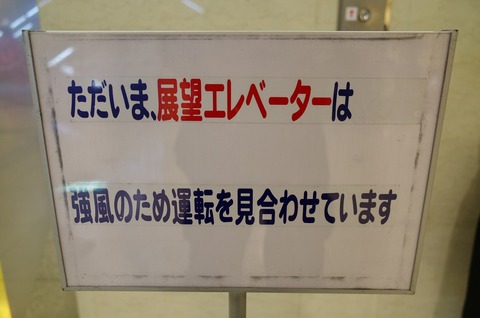 ただいま、展望エレベーターは
強風のため運転を見合わせています